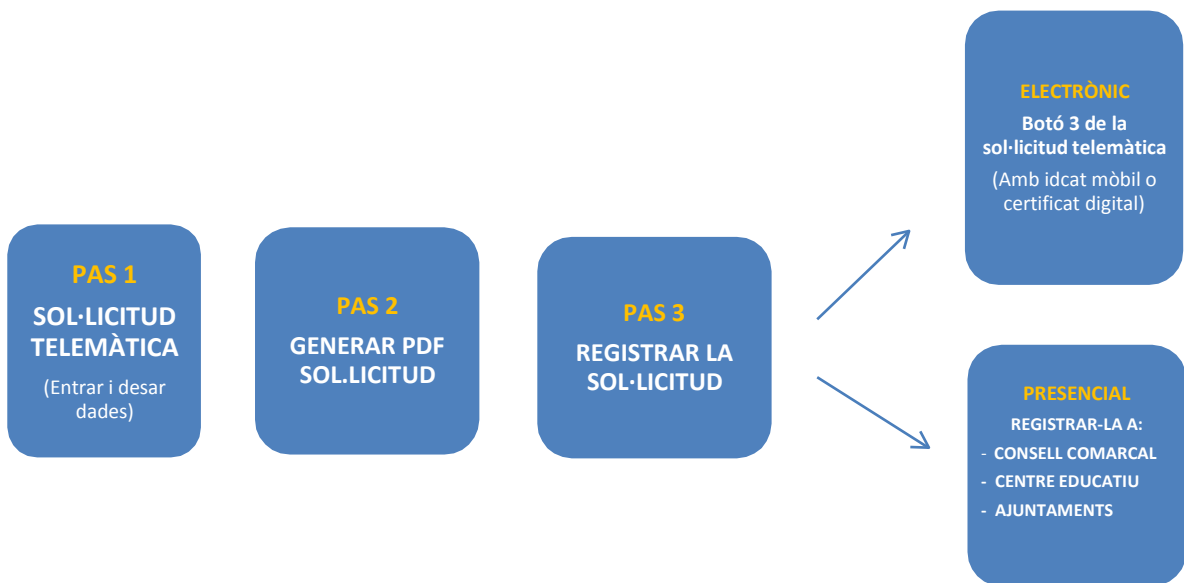 PAS 1
SOL·LICITUD
TELEMÀTICA
(Entrar i desar
dades)
PAS 2
GENERAR PDF
SOL.LICITUD
PAS 3
REGISTRAR LA
SOL·LICITUD
ELECTRÒNIC
Botó 3 de la
sol·licitud telemàtica
(Amb idcat mòbil o
certificat digital)
PRESENCIAL
REGISTRAR-LA A:
- CONSELL COMARCAL
- CENTRE EDUCATIU
- AJUNTAMENTS